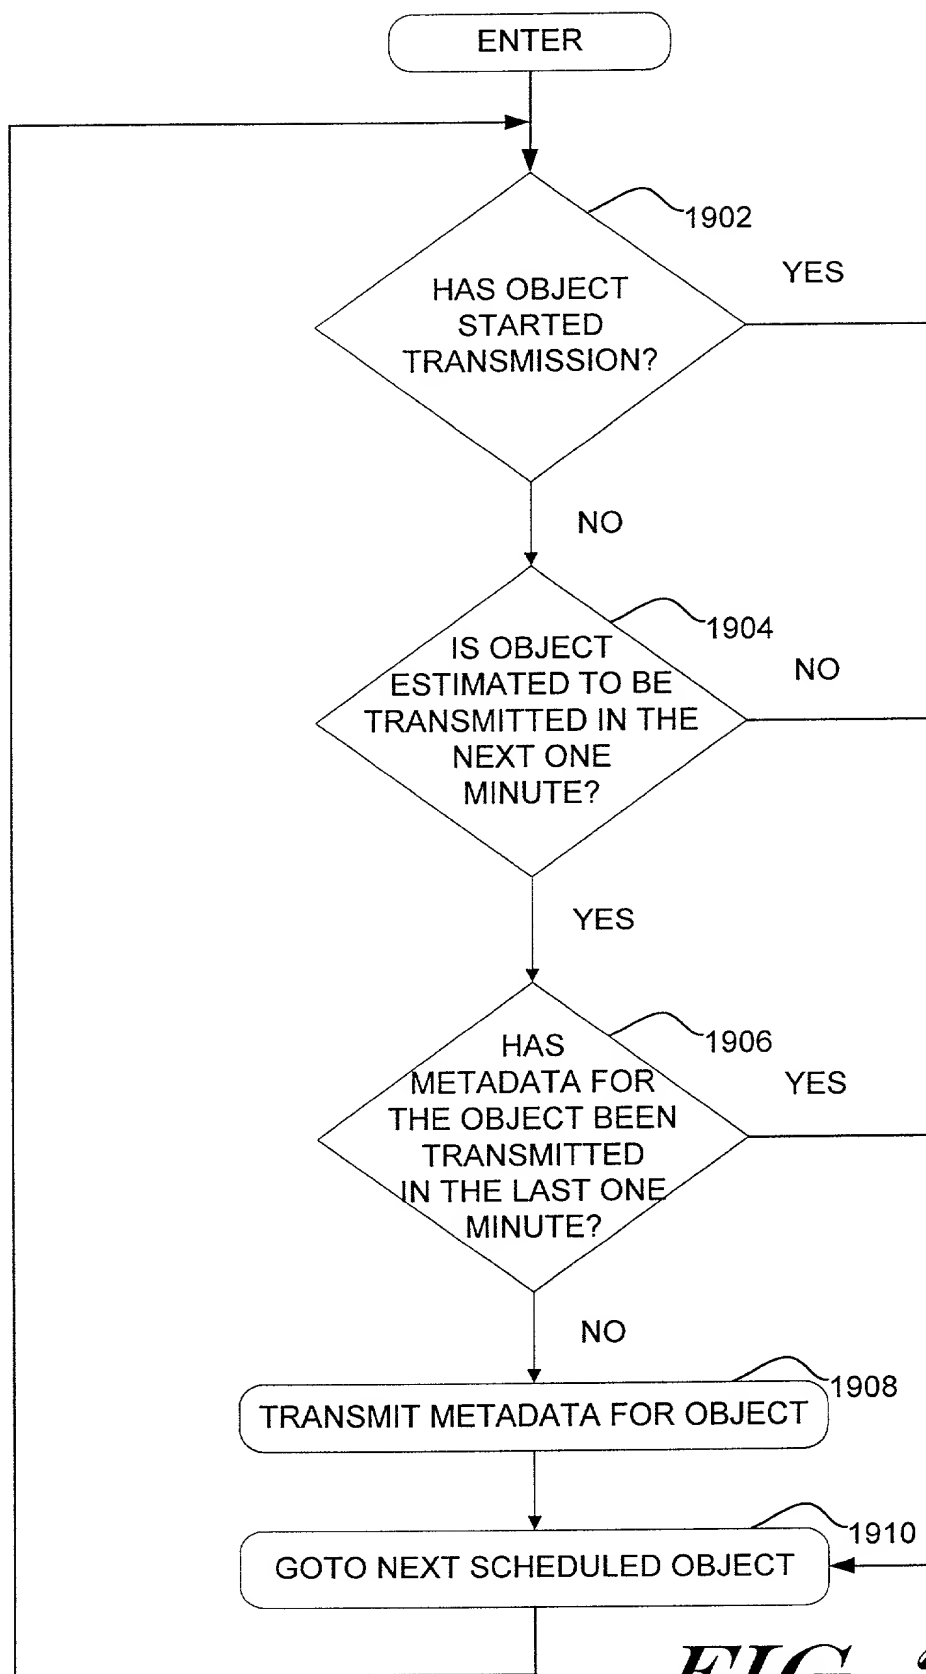 ENTER
1902
YES
HAS OBJECT
STARTED
TRANSMISSION?
NO
1904
NO
IS OBJECT
ESTIMATED TO BE
TRANSMITTED IN THE
NEXT ONE
MINUTE?
YES
1906
YES
HAS
METADATA FOR
THE OBJECT BEEN
TRANSMITTED
IN THE LAST ONE
MINUTE?
NO
1908
TRANSMIT METADATA FOR OBJECT
1910
GOTO NEXT SCHEDULED OBJECT
FIG.